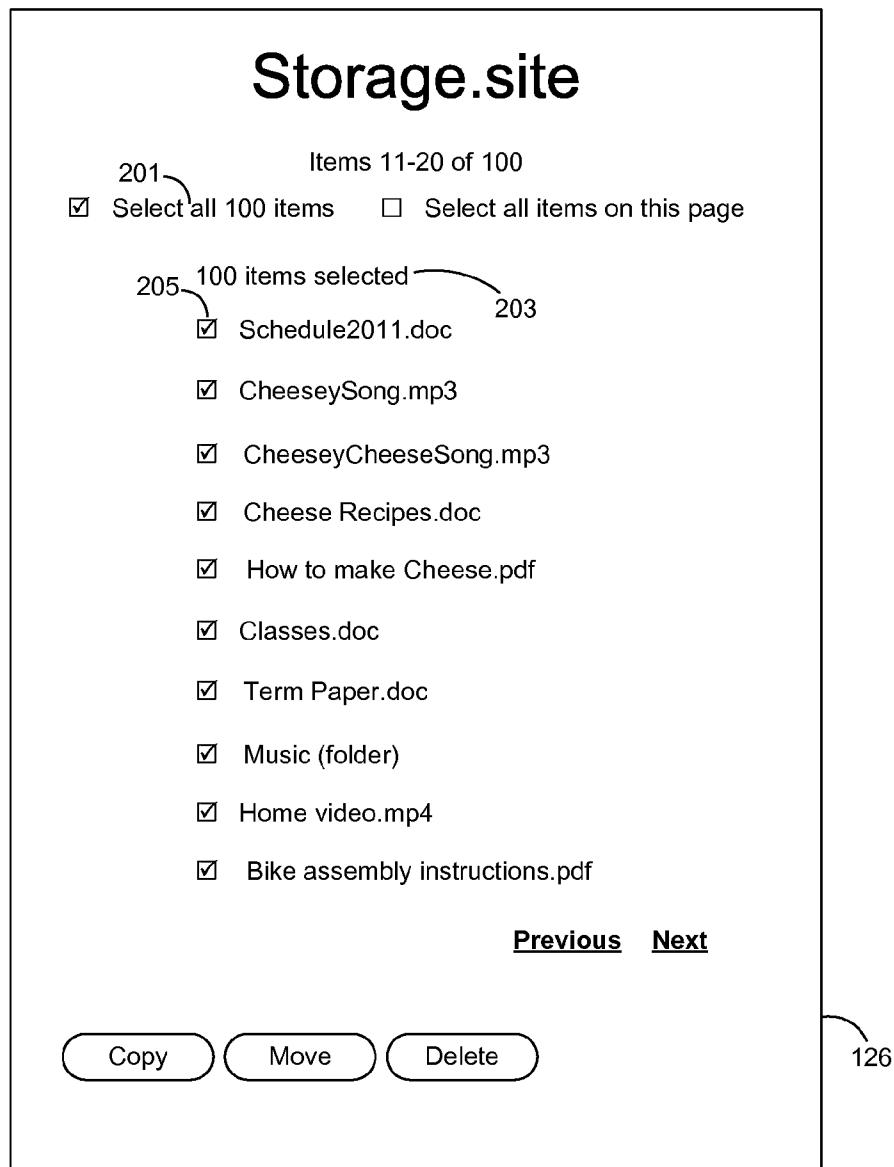 Storage.site
Items 11-20 of 100
201
☑ Select all 100 items ☐ Select all items on this page
100 items selected
205
203
☑ Schedule2011.doc
☑ CheeseySong.mp3
☑ CheeseyCheeseSong.mp3
☑ Cheese Recipes.doc
☑ How to make Cheese.pdf
☑ Classes.doc
☑ Term Paper.doc
☑ Music (folder)
☑ Home video.mp4
☑ Bike assembly instructions.pdf
Previous Next
Copy Move Delete
126